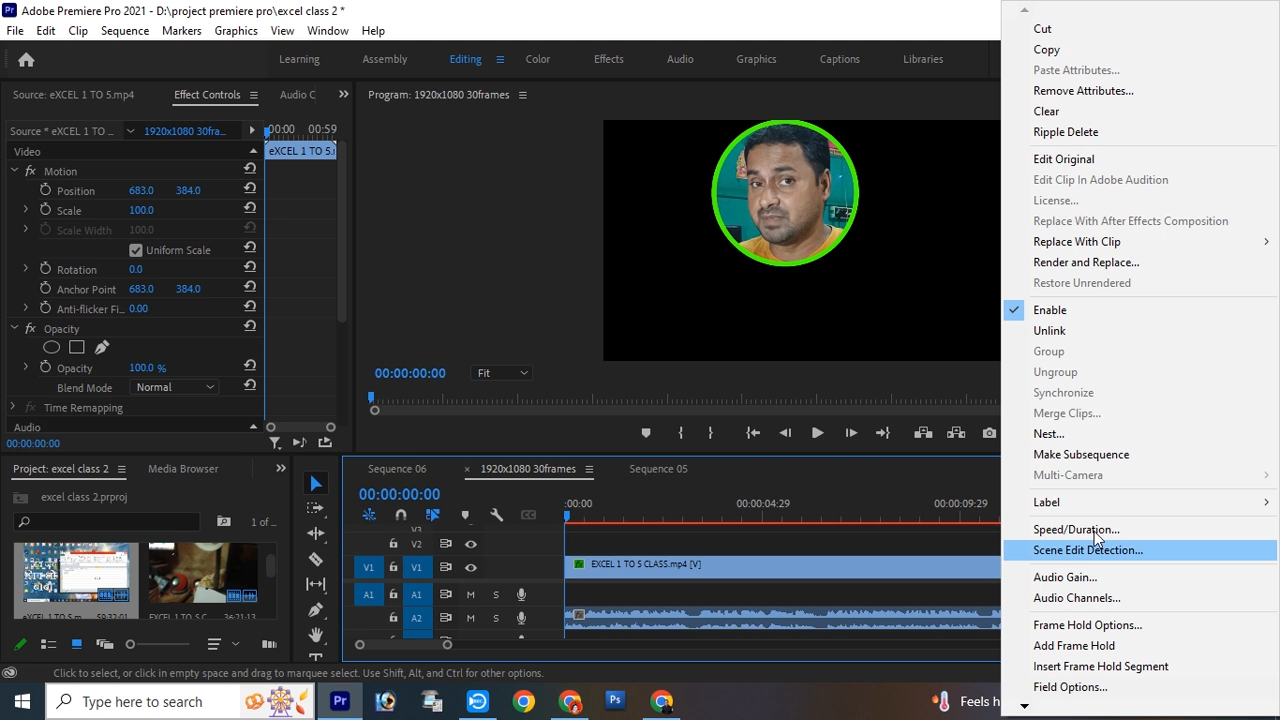 Adobe Premiere Pro 2021 - D:\project premiere pro\excel class 2 *
File Edit Clip Sequence Markers Graphics View Window Help
Learning Assembly Editing Color Effects Audio Graphics Captions Libraries
Source: eXCEL 1 TO 5.mp4 Effect Controls Audio C
Program: 1920x1080 30frames
Source * eXCEL 1 TO ... 1920x1080 30fra...
:00:00 00:59
Video
eXCEL 1 TO 5.
Motion
Position 683.0 384.0
Scale 100.0
Scale Width 100.0
Uniform Scale
Rotation 0.0
Anchor Point 683.0 384.0
Anti-flicker Fi... 0.00
Opacity
Opacity 100.0 %
Blend Mode Normal
Time Remapping
Audio
00:00:00:00
00:00:00:00 Fit
Project: excel class 2 Media Browser
excel class 2.prproj
1 of ...
Sequence 06 × 1920x1080 30frames Sequence 05
00:00:00:00
:00:00 00:00:04:29 00:00:09:29
V3
V2
V1 V1 EXCEL 1 TO 5 CLASS.mp4 [V]
A1 A1 M S
A2 M S
Click to select, or click in empty space and drag to marquee select. Use Shift, Alt, and Ctrl for other options.
Type here to search
Feels h
Cut
Copy
Paste Attributes...
Remove Attributes...
Clear
Ripple Delete
Edit Original
Edit Clip In Adobe Audition
License...
Replace With After Effects Composition
Replace With Clip
Render and Replace...
Restore Unrendered
Enable
Unlink
Group
Ungroup
Synchronize
Merge Clips...
Nest...
Make Subsequence
Multi-Camera
Label
Speed/Duration...
Scene Edit Detection...
Audio Gain...
Audio Channels...
Frame Hold Options...
Add Frame Hold
Insert Frame Hold Segment
Field Options...